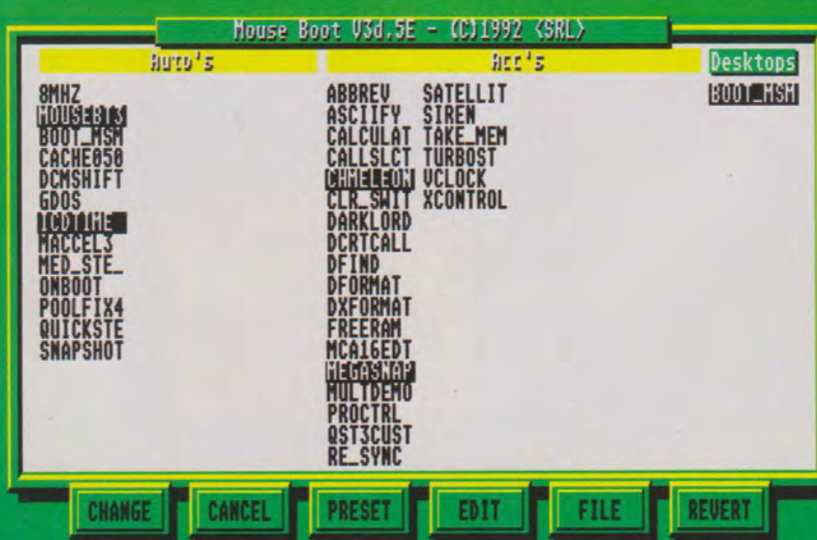 Mouse Boot V3d.5E - (C)1992 <SRL>
Auto's
Acc's
Desktops
8MHZ
MOUSEBT3
BOOT_MSM
CACHE050
DCMSHIFT
GDOS
ICDTIME
MACCEL3
MED_STE_
ONBOOT
POOLFIX4
QUICKSTE
SNAPSHOT
ABBREV
ASCIIFY
CALCULAT
CALLSLCT
CHMELEON
CLR_SWIT
DARKLORD
DCRTCALL
DFIND
DFORMAT
DXFORMAT
FREERAM
MCA16EDT
MEGASNAP
MULTDEMO
PROCTRL
QST3CUST
RE_SYNC
SATELLIT
SIREN
TAKE_MEM
TURBOST
VCLOCK
XCONTROL
BOOT_MSM
CHANGE
CANCEL
PRESET
EDIT
FILE
REVERT